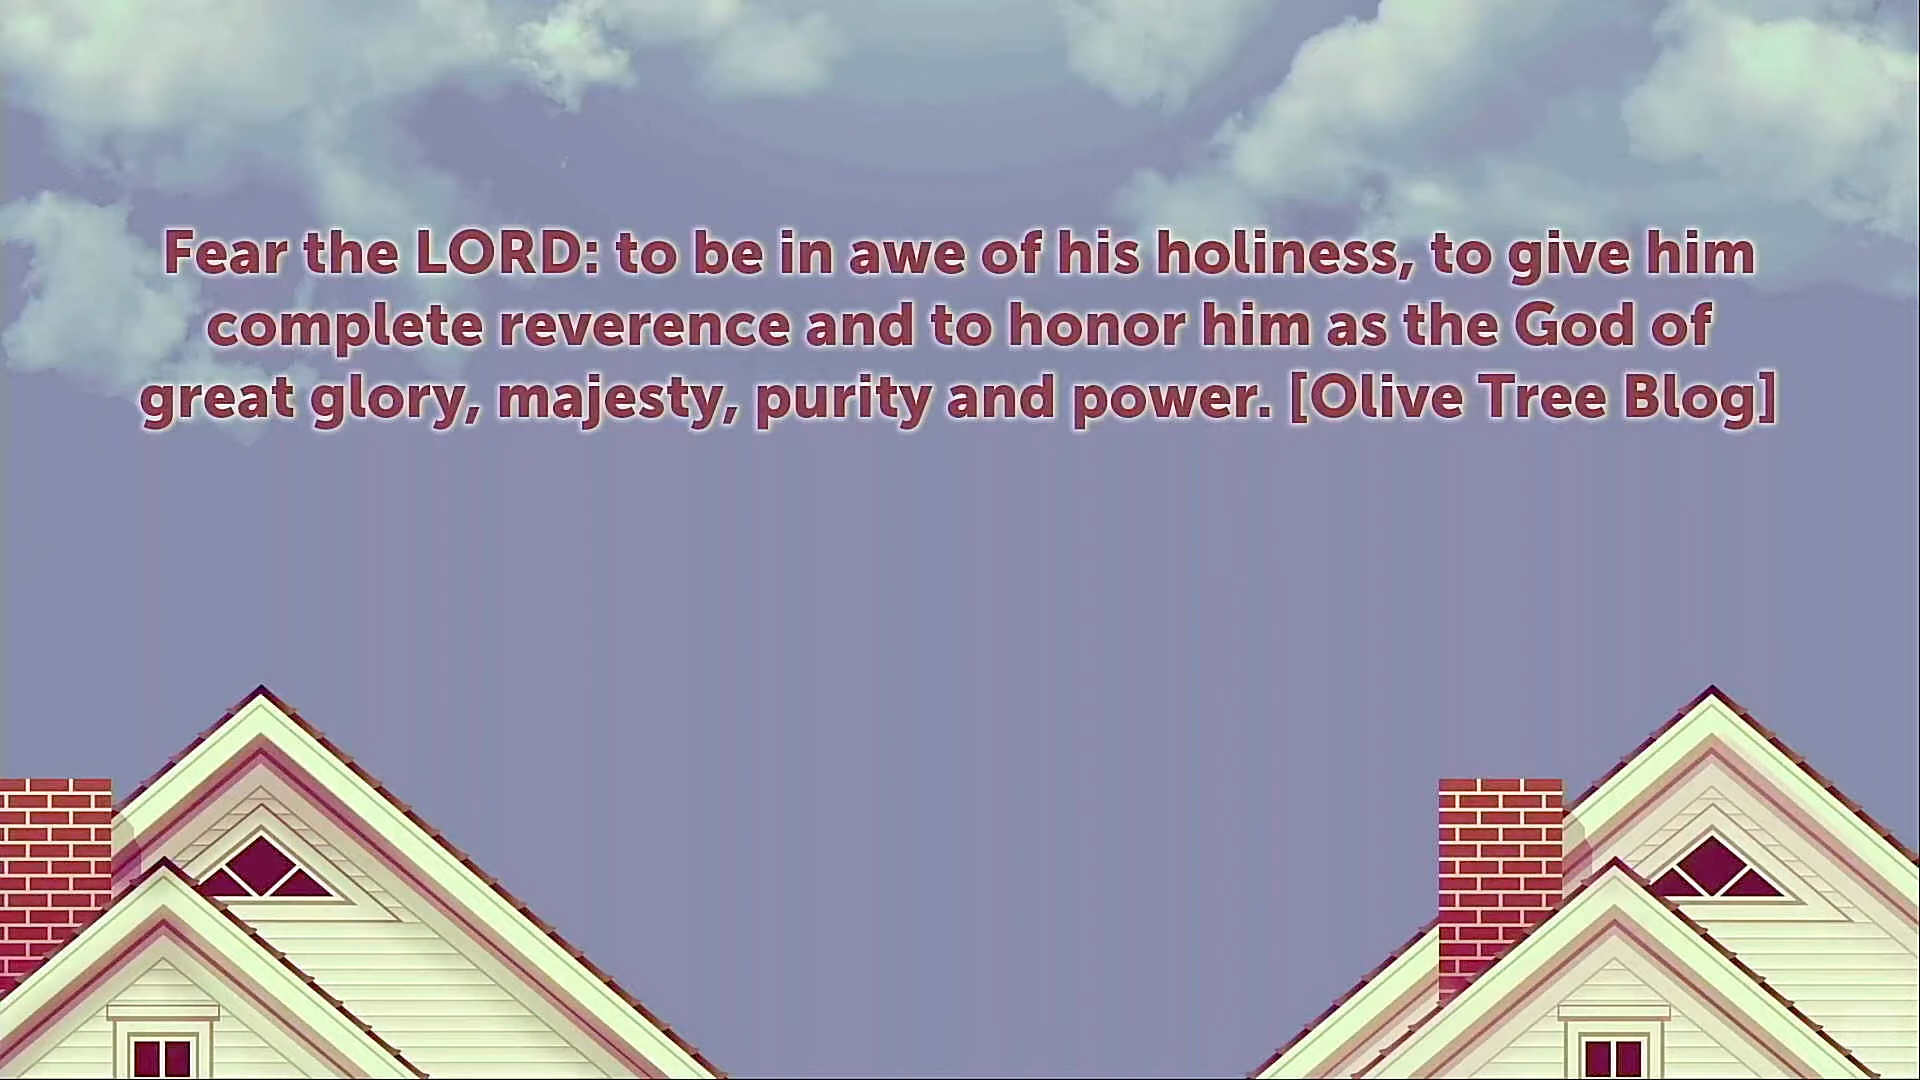 Fear the LORD: to be in awe of his holiness, to give him
complete reverence and to honor him as the God of
great glory, majesty, purity and power. [Olive Tree Blog]